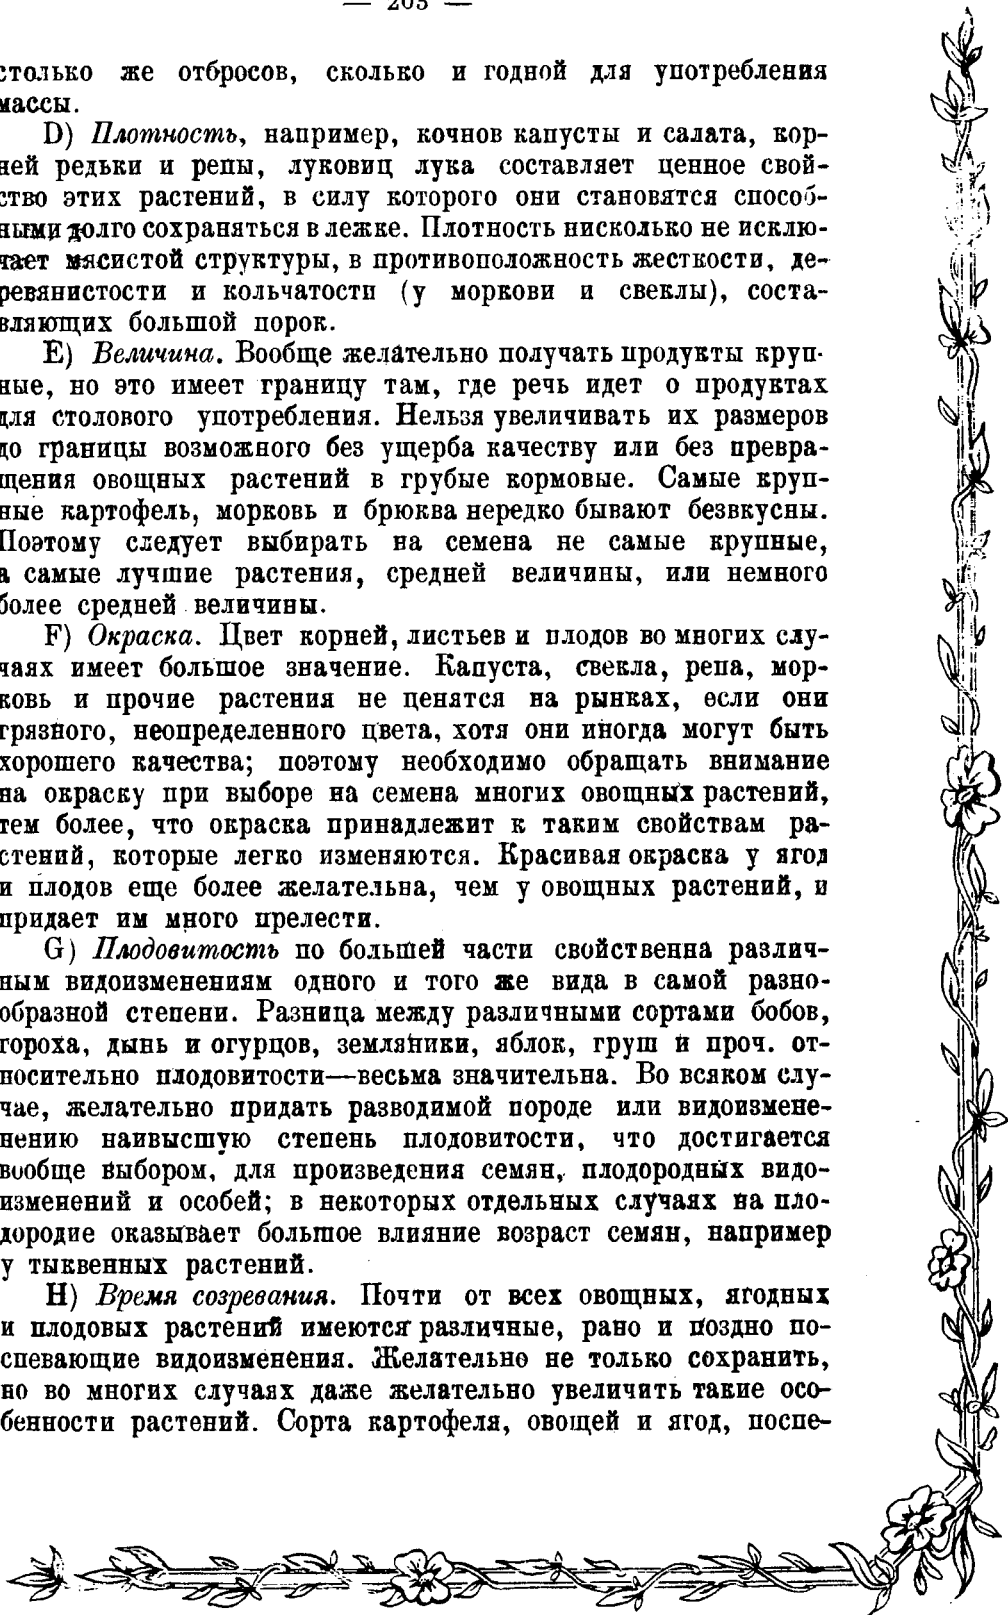 — 205 —
столько же отбросов, сколько и годной для употребления
массы.
D) Плотность, например, кочнов капусты и салата, кор-
ней редьки и репы, луковиц лука составляет ценное свой-
ство этих растений, в силу которого они становятся способ-
ными долго сохраняться в лежке. Плотность нисколько не исклю-
чает мясистой структуры, в противоположность жесткости, де-
ревянистости и кольчатости (у моркови и свеклы), соста-
вляющих большой порок.
E) Величина. Вообще желательно получать продукты круп-
ные, но это имеет границу там, где речь идет о продуктах
для столового употребления. Нельзя увеличивать их размеров
до границы возможного без ущерба качеству или без превра-
щения овощных растений в грубые кормовые. Самые круп-
ные картофель, морковь и брюква нередко бывают безвкусны.
Поэтому следует выбирать на семена не самые крупные,
а самые лучшие растения, средней величины, или немного
более средней величины.
F) Окраска. Цвет корней, листьев и плодов во многих слу-
чаях имеет большое значение. Капуста, свекла, репа, мор-
ковь и прочие растения не ценятся на рынках, если они
грязного, неопределенного цвета, хотя они иногда могут быть
хорошего качества; поэтому необходимо обращать внимание
на окраску при выборе на семена многих овощных растений,
тем более, что окраска принадлежит к таким свойствам ра-
стений, которые легко изменяются. Красивая окраска у ягод
и плодов еще более желательна, чем у овощных растений, и
придает им много прелести.
G) Плодовитость по большей части свойственна различ-
ным видоизменениям одного и того же вида в самой разно-
образной степени. Разница между различными сортами бобов,
гороха, дынь и огурцов, земляники, яблок, груш и проч. от-
носительно плодовитости—весьма значительна. Во всяком слу-
чае, желательно придать разводимой породе или видоизмене-
нению наивысшую степень плодовитости, что достигается
вообще выбором, для произведения семян, плодородных видо-
изменений и особей; в некоторых отдельных случаях на пло-
дородие оказывает большое влияние возраст семян, например
у тыквенных растений.
H) Время созревания. Почти от всех овощных, ягодных
и плодовых растений имеются различные, рано и поздно по-
спевающие видоизменения. Желательно не только сохранить,
но во многих случаях даже желательно увеличить такие осо-
бенности растений. Сорта картофеля, овощей и ягод, поспе-